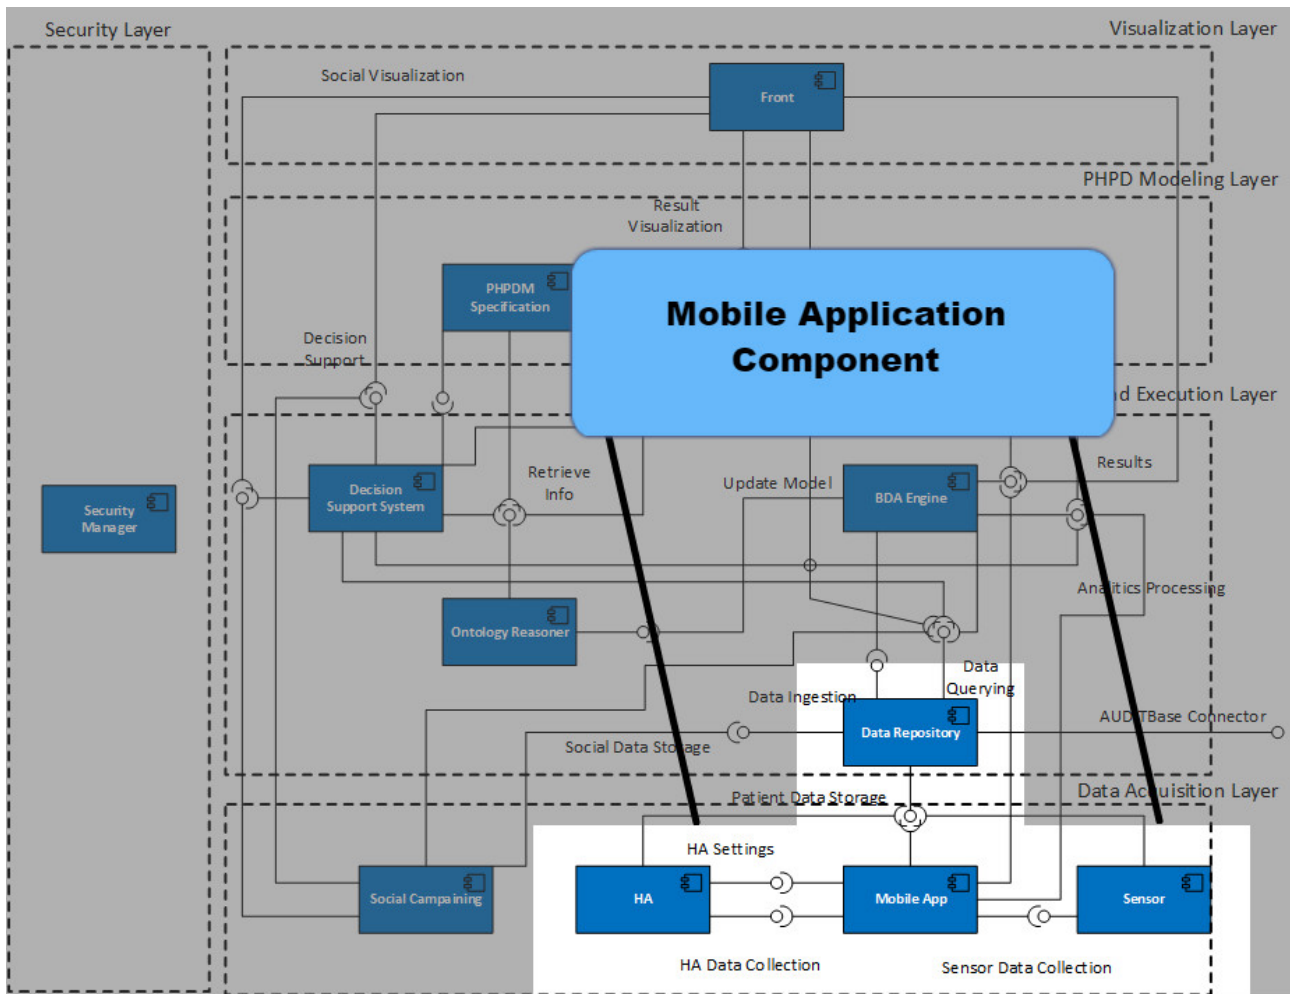 Security Layer
Visualization Layer
Social Visualization
Front
PHPD Modeling Layer
Result
Visualization
PHPDM
Specification
Mobile Application
Component
Decision
Support
nd Execution Layer
Decision
Support System
Retrieve
Info
Update Model
BDA Engine
Results
Security
Manager
Analitics Processing
Ontology Reasoner
Data
Querying
Data Ingestion
Data Repository
AUDITBase Connector
Social Data Storage
Patient Data Storage
Data Acquisition Layer
HA Settings
Social Campaining
HA
Mobile App
Sensor
HA Data Collection
Sensor Data Collection